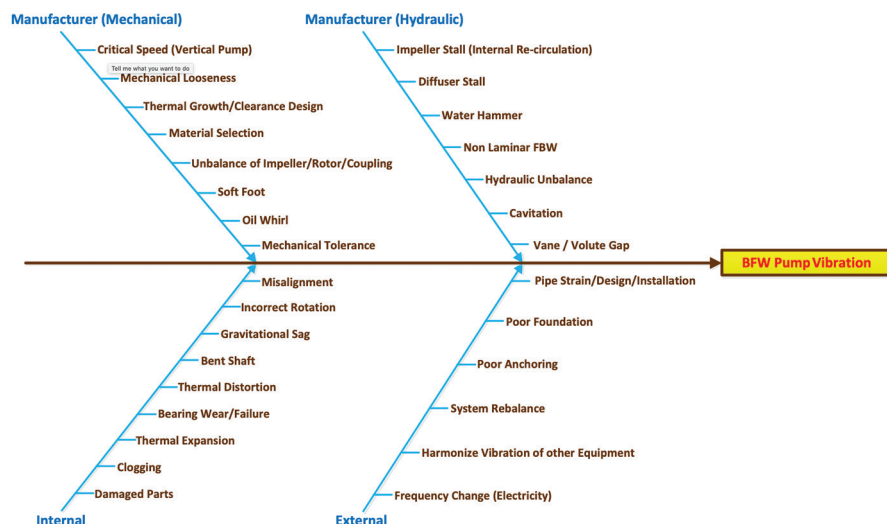 Manufacturer (Mechanical)
Critical Speed (Vertical Pump)
Tell me what you want to do
Mechanical Looseness
Thermal Growth/Clearance Design
Material Selection
Unbalance of Impeller/Rotor/Coupling
Soft Foot
Oil Whirl
Mechanical Tolerance
Manufacturer (Hydraulic)
Impeller Stall (Internal Re-circulation)
Diffuser Stall
Water Hammer
Non Laminar FBW
Hydraulic Unbalance
Cavitation
Vane / Volute Gap
BFW Pump Vibration
Misalignment
Incorrect Rotation
Gravitational Sag
Bent Shaft
Thermal Distortion
Bearing Wear/Failure
Thermal Expansion
Clogging
Damaged Parts
Internal
Pipe Strain/Design/Installation
Poor Foundation
Poor Anchoring
System Rebalance
Harmonize Vibration of other Equipment
Frequency Change (Electricity)
External